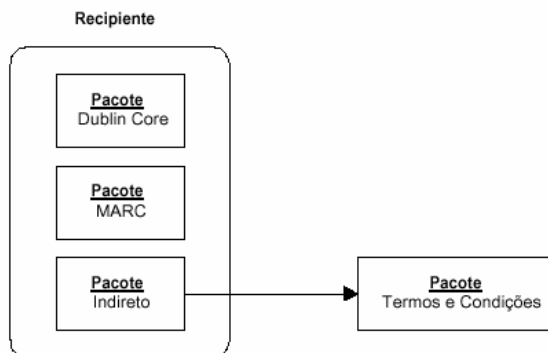 Recipiente
Pacote
Dublin Core
Pacote
MARC
Pacote
Indireto
Pacote
Termos e Condições